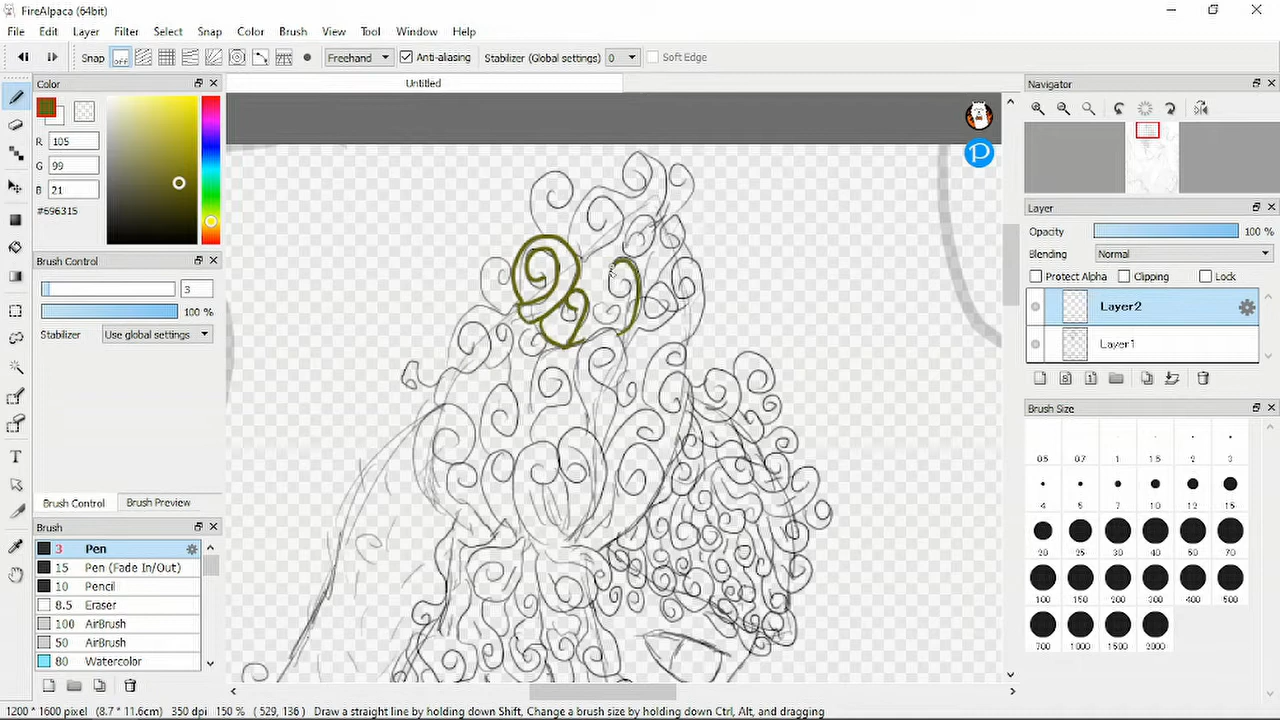 FireAlpaca (64bit)
File Edit Layer Filter Select Snap Color Brush View Tool Window Help
Snap OFF Freehand Anti-aliasing Stabilizer (Global settings) 0 Soft Edge
Color
R 105
G 99
B 21
#696315
Brush Control
3
100 %
Stabilizer Use global settings
Brush Control Brush Preview
Brush
3 Pen
15 Pen (Fade In/Out)
10 Pencil
8.5 Eraser
100 AirBrush
50 AirBrush
80 Watercolor
Untitled
P
Navigator
Layer
Opacity 100 %
Blending Normal
Protect Alpha Clipping Lock
Layer2
Layer1
Brush Size
0.5 0.7 1 1.5 2 3
4 5 7 10 12 15
20 25 30 40 50 70
100 150 200 300 400 500
700 1000 1500 2000
1200 * 1600 pixel (8.7 * 11.6cm) 350 dpi 150 % ( 529, 136 ) Draw a straight line by holding down Shift, Change a brush size by holding down Ctrl, Alt, and dragging